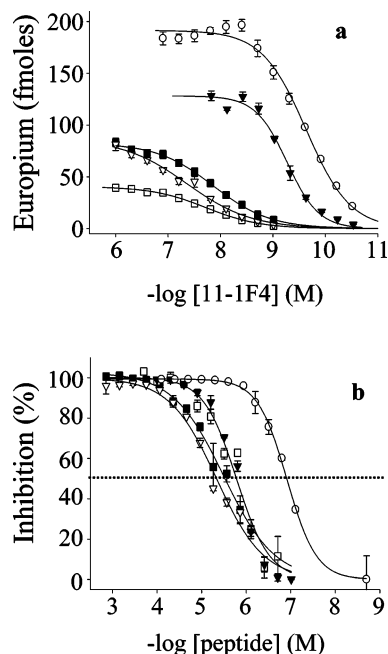 a
Europium (fmoles)
200
150
100
50
0
5 6 7 8 9 10 11
-log [11-1F4] (M)
b
Inhibition (%)
100
80
60
40
20
0
3 4 5 6 7 8 9
-log [peptide] (M)